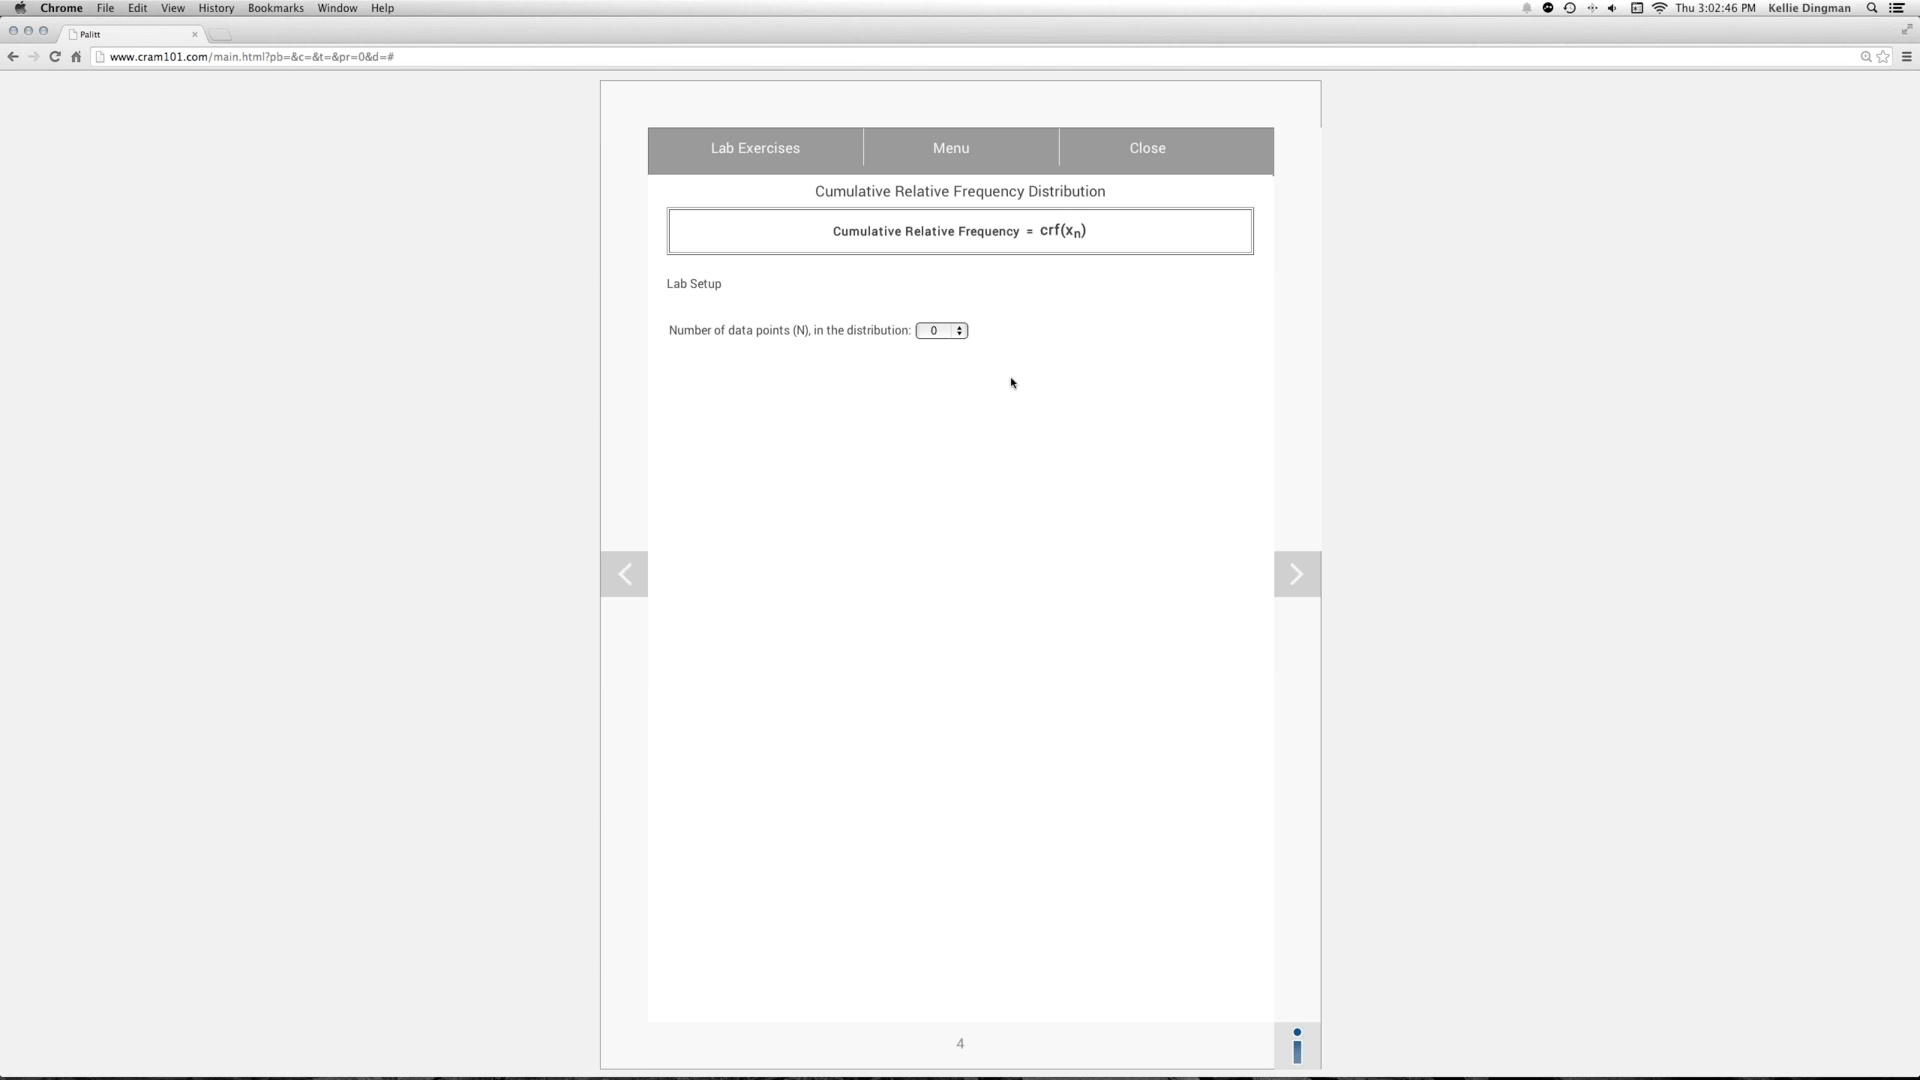 Chrome File Edit View History Bookmarks Window Help Thu 3:02:46 PM Kellie Dingman
Palitt
www.cram101.com/main.html?pb=&c=&t=&pr=0&d=#
Lab Exercises Menu Close
Cumulative Relative Frequency Distribution
Cumulative Relative Frequency = crf(xn)
Lab Setup
Number of data points (N), in the distribution: 0
4